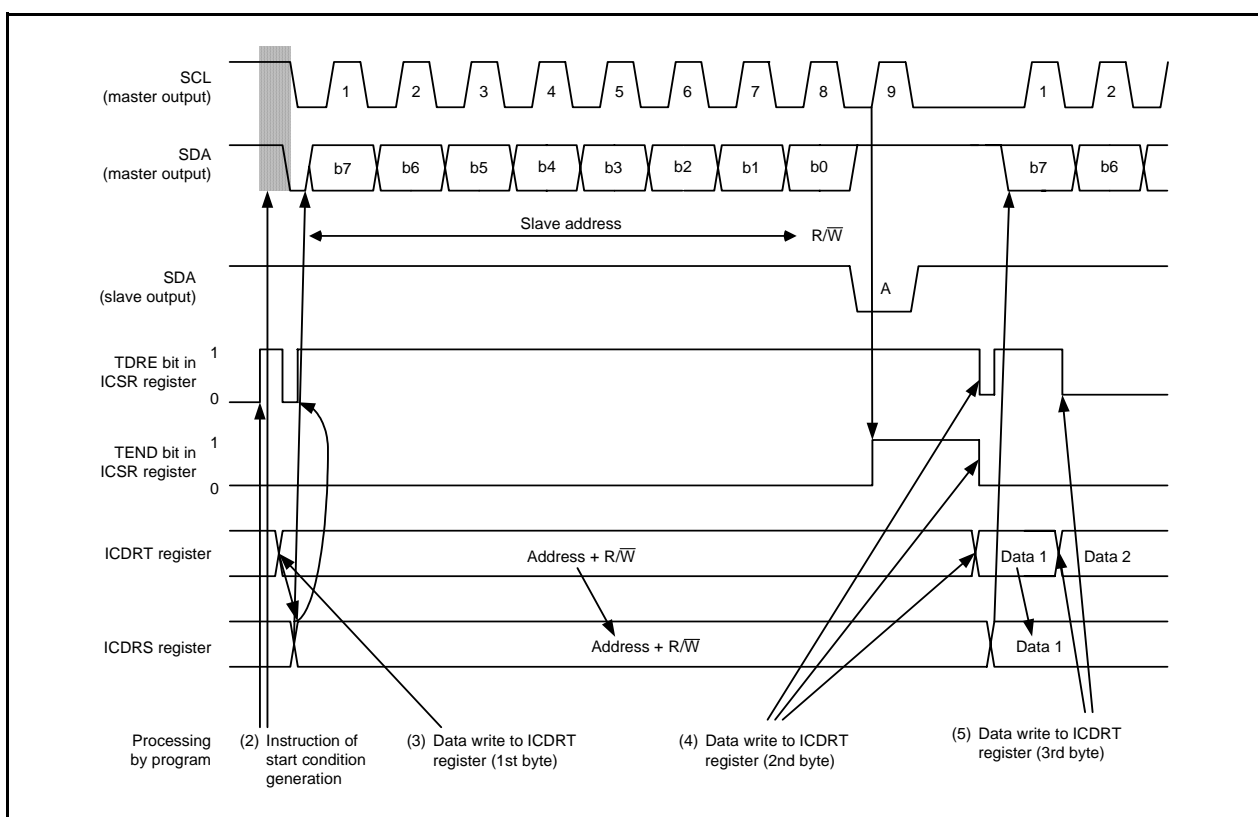 SCL
(master output)
1 2 3 4 5 6 7 8 9 1 2
SDA
(master output)
b7 b6 b5 b4 b3 b2 b1 b0 b7 b6
Slave address
R/W̅
SDA
(slave output)
A
TDRE bit in
ICSR register
1
0
TEND bit in
ICSR register
1
0
ICDRT register
Address + R/W̅ Data 1 Data 2
ICDRS register
Address + R/W̅ Data 1
Processing
by program
(2) Instruction of
start condition
generation
(3) Data write to ICDRT
register (1st byte)
(4) Data write to ICDRT
register (2nd byte)
(5) Data write to ICDRT
register (3rd byte)